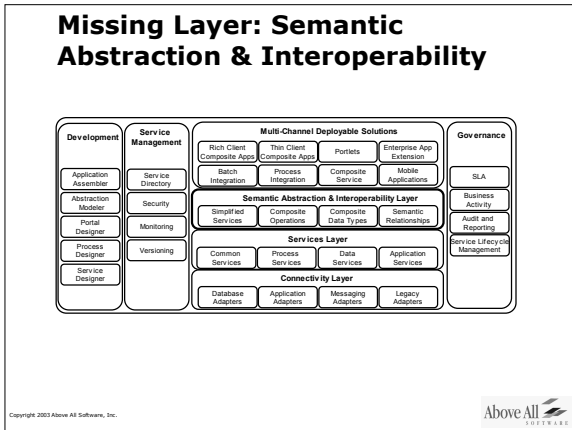 Missing Layer: Semantic
Abstraction & Interoperability
Development
Application
Assembler
Abstraction
Modeler
Portal
Designer
Process
Designer
Service
Designer
Service
Management
Service
Directory
Security
Monitoring
Versioning
Multi-Channel Deployable Solutions
Rich Client
Composite Apps
Thin Client
Composite Apps
Portlets
Enterprise App
Extension
Batch
Integration
Process
Integration
Composite
Service
Mobile
Applications
Semantic Abstraction & Interoperability Layer
Simplified
Services
Composite
Operations
Composite
Data Types
Semantic
Relationships
Services Layer
Common
Services
Process
Services
Data
Services
Application
Services
Connectivity Layer
Database
Adapters
Application
Adapters
Messaging
Adapters
Legacy
Adapters
Governance
SLA
Business
Activity
Audit and
Reporting
Service Lifecycle
Management
Copyright 2003 Above All Software, Inc.
Above All
SOFTWARE